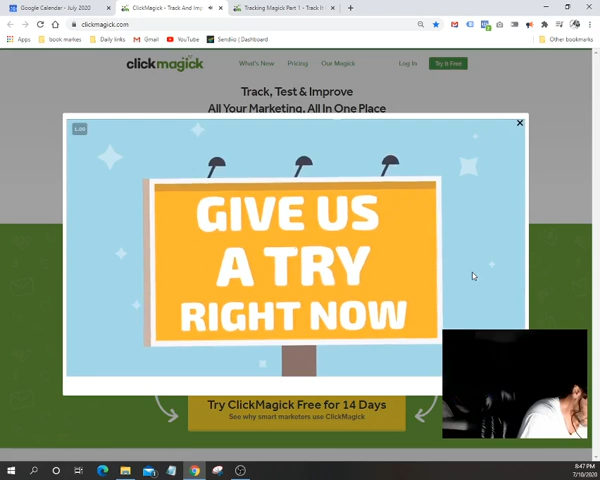 Google Calendar - July 2020
ClickMagick - Track And Imp
Tracking Magick Part 1 - Track It
clickmagick.com
Apps
book markes
Daily links
Gmail
YouTube
Sendiio | Dashboard
Other bookmarks
clickmagick
What's New
Pricing
Our Magick
Log In
Try It Free
Track, Test & Improve
All Your Marketing, All In One Place
1.00
GIVE US
A TRY
RIGHT NOW
Try ClickMagick Free for 14 Days
See why smart marketers use ClickMagick
8:47 PM
7/10/2020